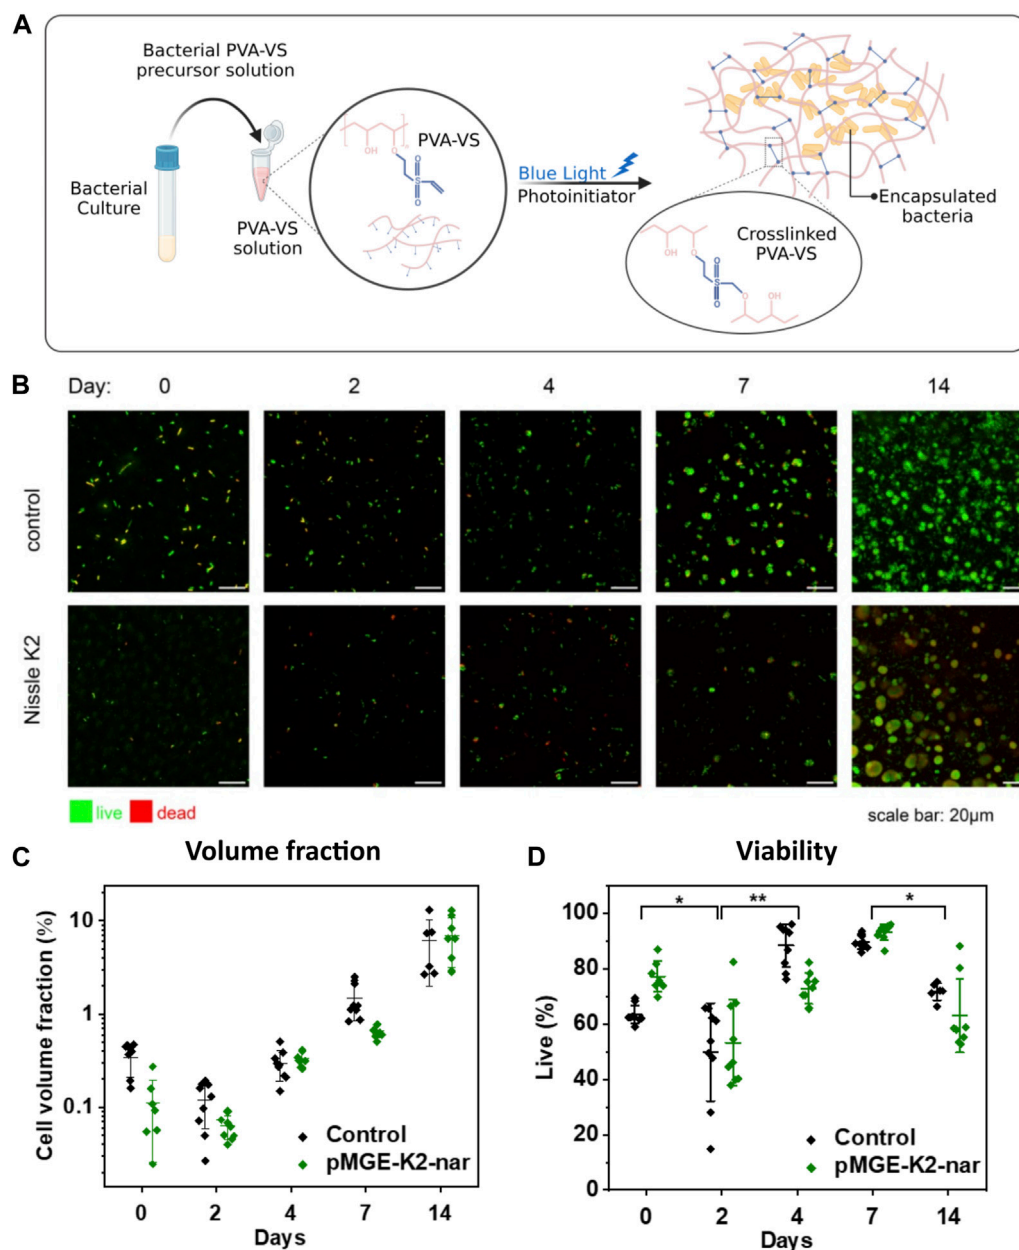 A
Bacterial PVA-VS
precursor solution
Bacterial
Culture
PVA-VS
solution
PVA-VS
OH
O
O
S
O
n
Blue Light
Photoinitiator
Encapsulated
bacteria
Crosslinked
PVA-VS
OH
O
O
S
O
O
OH
B
Day: 0 2 4 7 14
control
Nissle K2
live dead
scale bar: 20µm
C
Volume fraction
Cell volume fraction (%)
10
1
0.1
Control
pMGE-K2-nar
0 2 4 7 14
Days
D
Viability
Live (%)
100
80
60
40
20
0
* ** *
Control
pMGE-K2-nar
0 2 4 7 14
Days